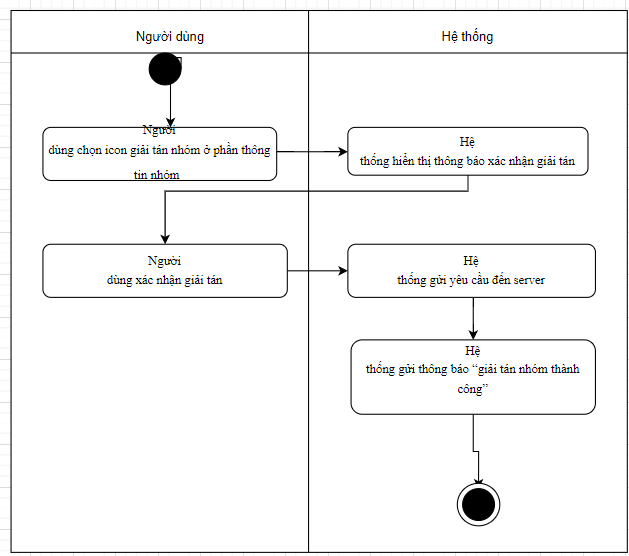 Người dùng
Hệ thống
Người
dùng chọn icon giải tán nhóm ở phần thông
tin nhóm
Hệ
thống hiển thị thông báo xác nhận giải tán
Người
dùng xác nhận giải tán
Hệ
thống gửi yêu cầu đến server
Hệ
thống gửi thông báo “giải tán nhóm thành
công”